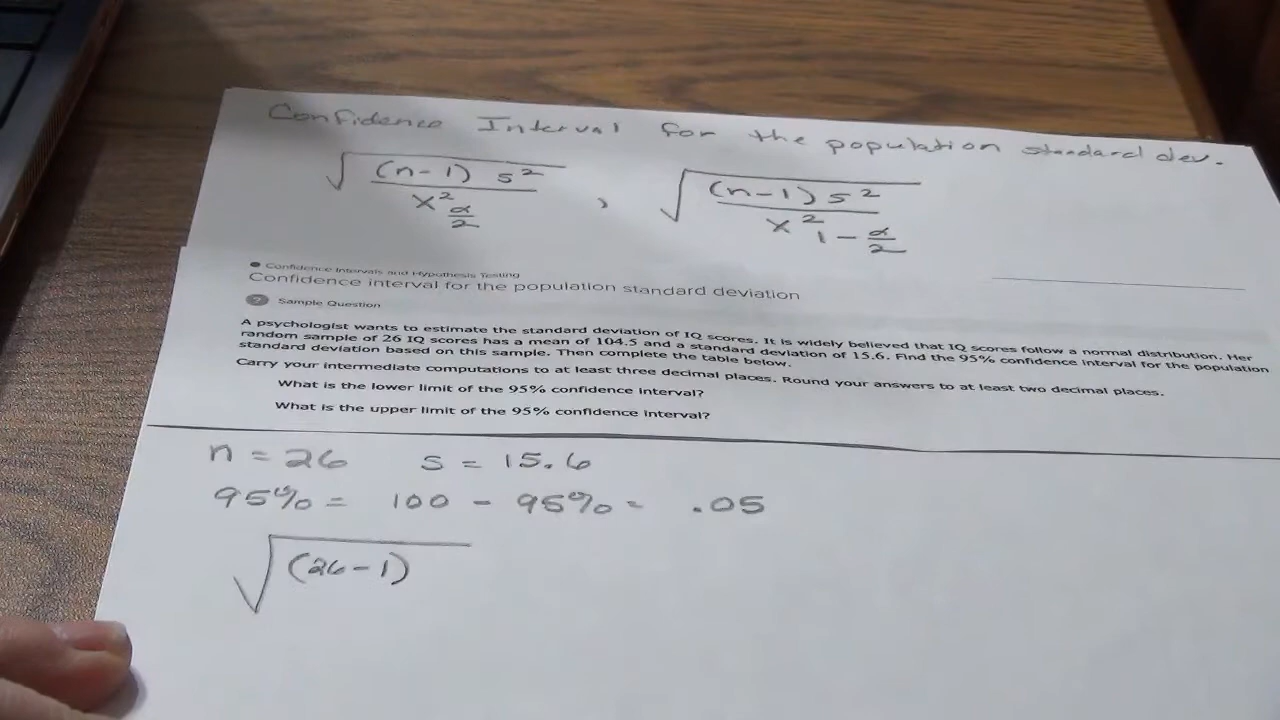 Confidence Interval for the population standard dev.
√((n-1) s²/x²_α/2) , √((n-1) s²/x²_1-α/2)
Confidence Intervals and Hypothesis Testing
Confidence interval for the population standard deviation
? Sample Question
A psychologist wants to estimate the standard deviation of IQ scores. It is widely believed that IQ scores follow a normal distribution. Her
random sample of 26 IQ scores has a mean of 104.5 and a standard deviation of 15.6. Find the 95% confidence interval for the population
standard deviation based on this sample. Then complete the table below.
Carry your intermediate computations to at least three decimal places. Round your answers to at least two decimal places.
What is the lower limit of the 95% confidence interval?
What is the upper limit of the 95% confidence interval?
n = 26 s = 15.6
95% = 100 - 95% = .05
√(26-1)